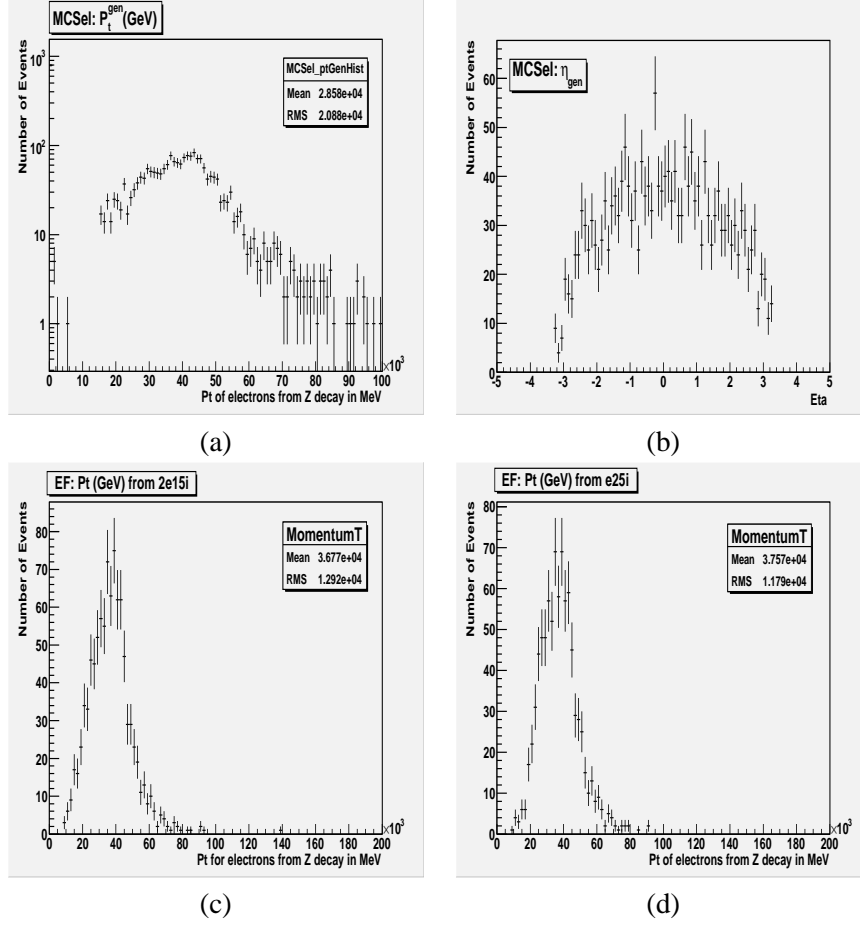 MCSel: P_t^gen (GeV)
Number of Events
MCSel_ptGenHist
Mean 2.858e+04
RMS 2.088e+04
10^3
10^2
10
1
0 10 20 30 40 50 60 70 80 90 100
×10^3
Pt of electrons from Z decay in MeV
(a)
MCSel: η_gen
Number of Events
60
50
40
30
20
10
0
-5 -4 -3 -2 -1 0 1 2 3 4 5
Eta
(b)
EF: Pt (GeV) from 2e15i
Number of Events
MomentumT
Mean 3.677e+04
RMS 1.292e+04
80
70
60
50
40
30
20
10
0
0 20 40 60 80 100 120 140 160 180 200
×10^3
Pt for electrons from Z decay in MeV
(c)
EF: Pt (GeV) from e25i
Number of Events
MomentumT
Mean 3.757e+04
RMS 1.179e+04
80
70
60
50
40
30
20
10
0
0 20 40 60 80 100 120 140 160 180 200
×10^3
Pt of electrons from Z decay in MeV
(d)